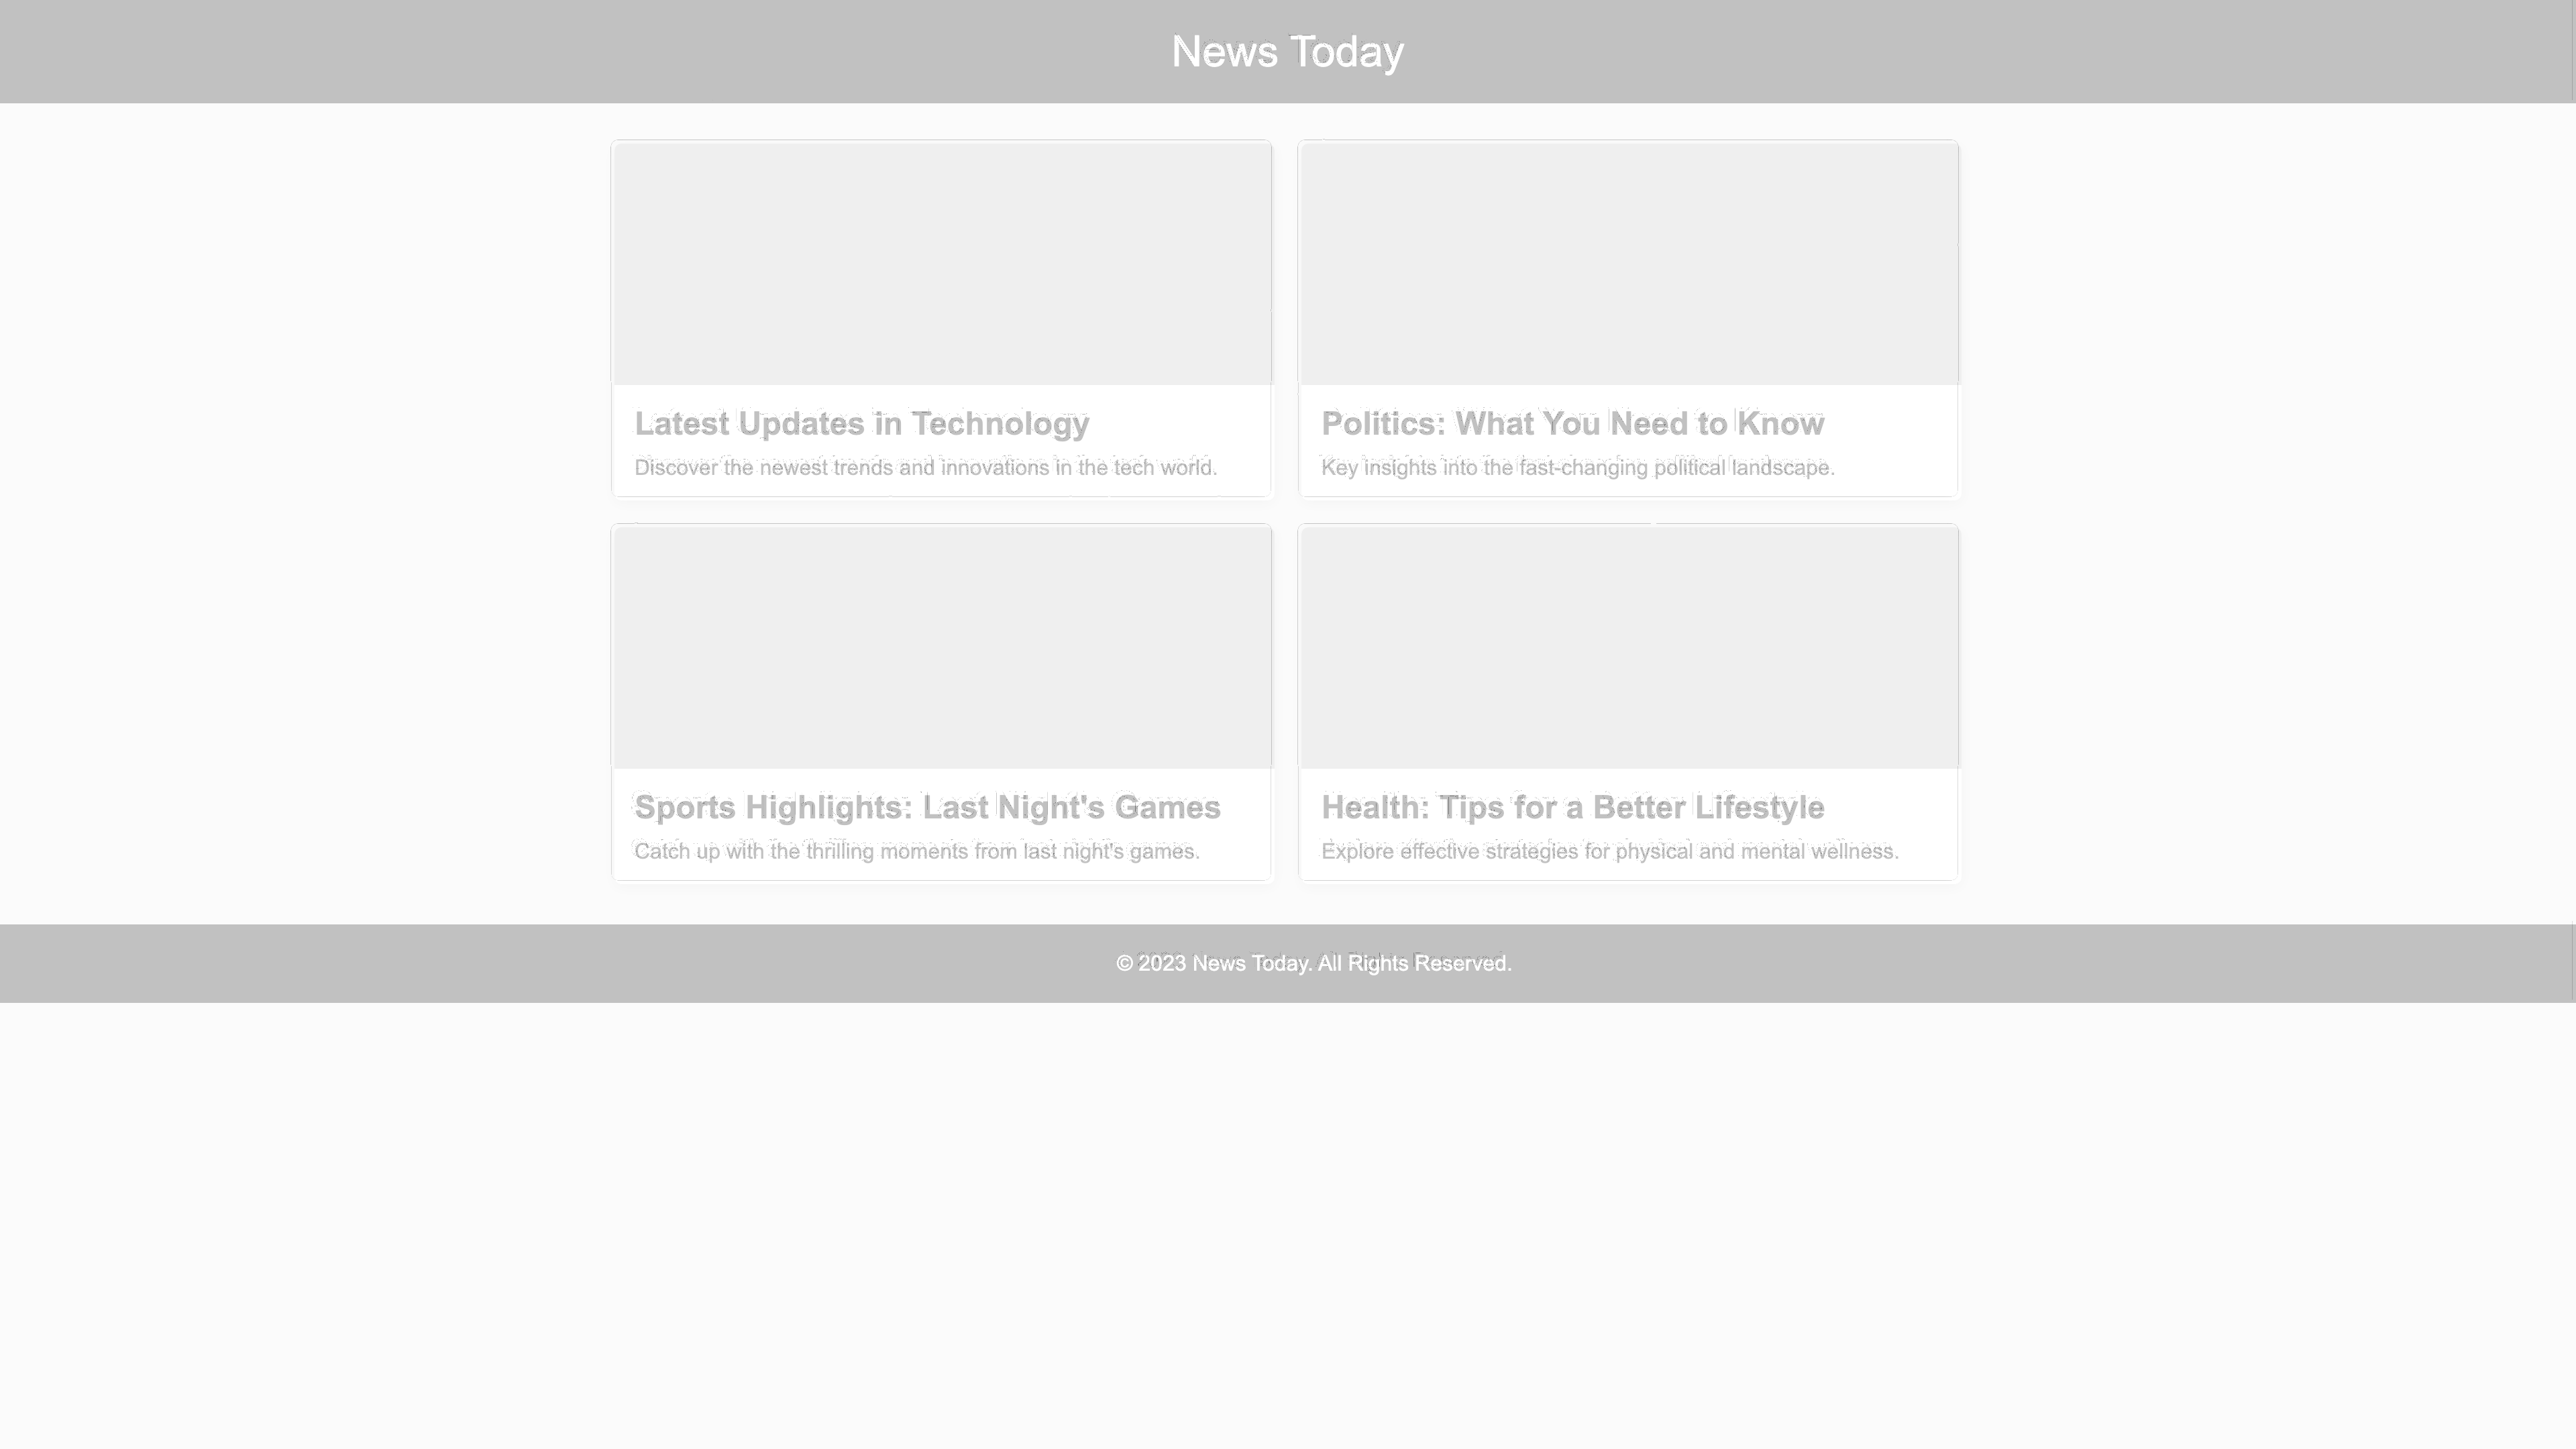 News Today
Latest Updates in Technology
Discover the newest trends and innovations in the tech world.
Politics: What You Need to Know
Key insights into the fast-changing political landscape.
Sports Highlights: Last Night's Games
Catch up with the thrilling moments from last night's games.
Health: Tips for a Better Lifestyle
Explore effective strategies for physical and mental wellness.
© 2023 News Today. All Rights Reserved.